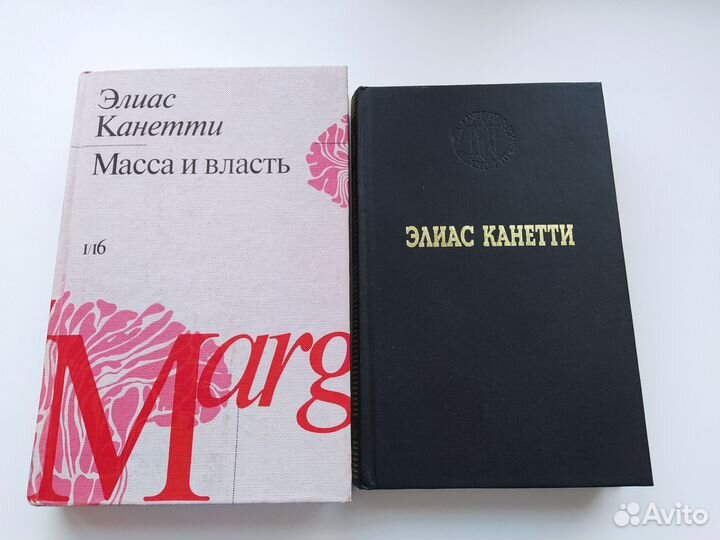 Элиас
Канетти
Масса и власть
1/16
Marg
ЭЛИАС КАНЕТТИ
Avito